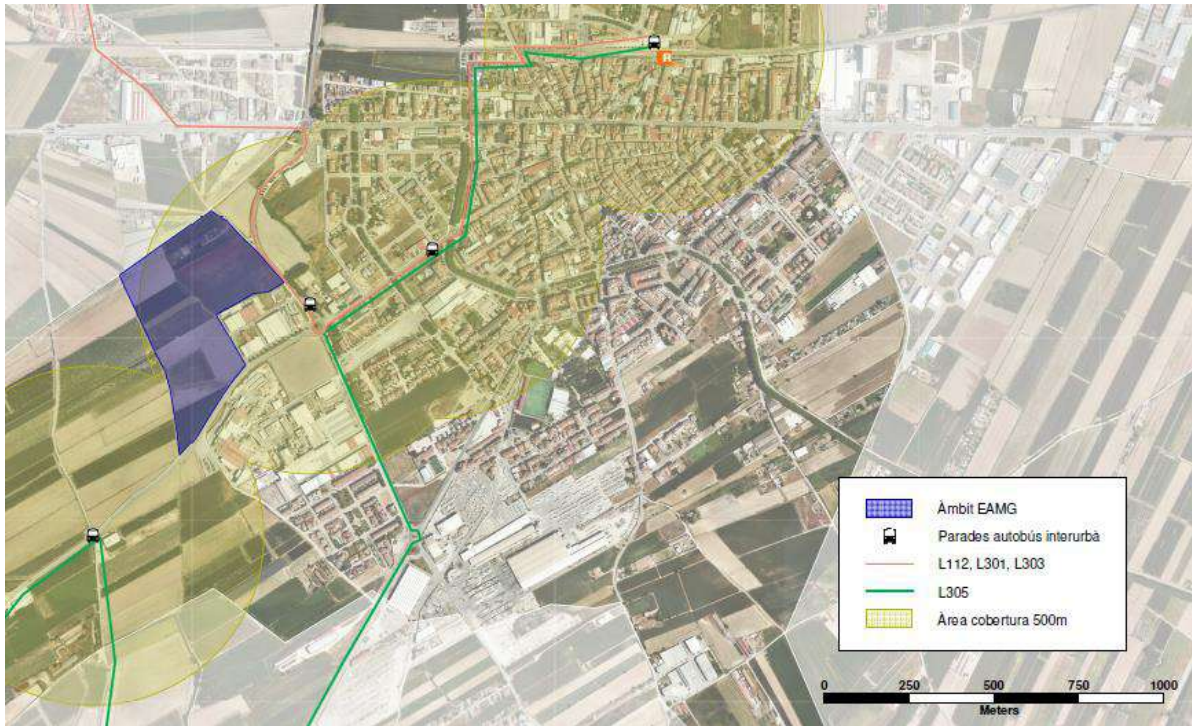 Àmbit EAMG
Parades autobús interurbà
L112, L301, L303
L305
Àrea cobertura 500m
0 250 500 750 1000
Meters